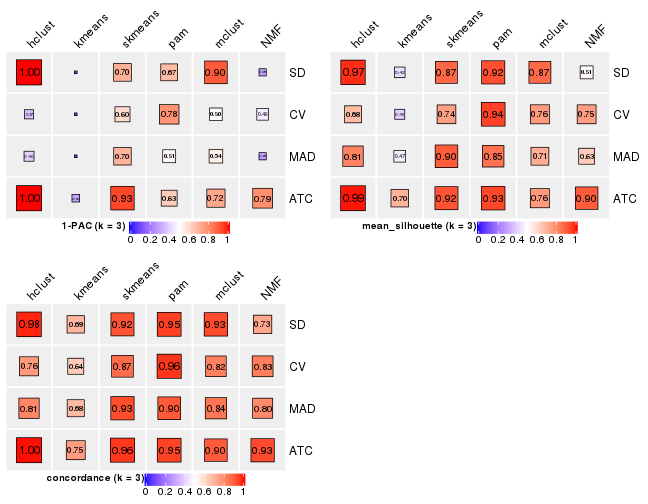 hclust kmeans skmeans pam mclust NMF
1.00 0.70 0.67 0.90 SD
0.60 0.78 0.50 CV
0.70 0.51 0.54 MAD
1.00 0.93 0.63 0.72 0.79 ATC
1-PAC (k = 3)
0 0.2 0.4 0.6 0.8 1
hclust kmeans skmeans pam mclust NMF
0.97 0.87 0.92 0.87 0.51 SD
0.68 0.74 0.94 0.76 0.75 CV
0.81 0.47 0.90 0.85 0.71 0.63 MAD
0.99 0.70 0.92 0.93 0.76 0.90 ATC
mean_silhouette (k = 3)
0 0.2 0.4 0.6 0.8 1
hclust kmeans skmeans pam mclust NMF
0.98 0.69 0.92 0.95 0.93 0.73 SD
0.76 0.64 0.87 0.96 0.82 0.83 CV
0.81 0.68 0.93 0.90 0.84 0.80 MAD
1.00 0.75 0.96 0.95 0.90 0.93 ATC
concordance (k = 3)
0 0.2 0.4 0.6 0.8 1